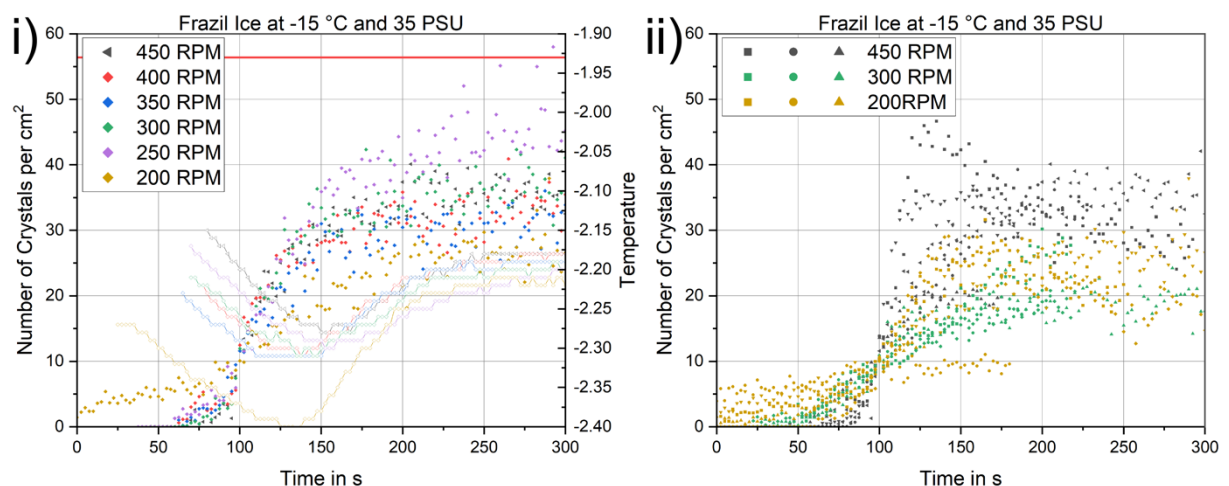 i)
Frazil Ice at -15 °C and 35 PSU
450 RPM
400 RPM
350 RPM
300 RPM
250 RPM
200 RPM
Number of Crystals per cm²
60
50
40
30
20
10
0
-1.90
-1.95
-2.00
-2.05
-2.10
-2.15
-2.20
-2.25
-2.30
-2.35
-2.40
Temperature
0 50 100 150 200 250 300
Time in s
ii)
Frazil Ice at -15 °C and 35 PSU
450 RPM
300 RPM
200RPM
Number of Crystals per cm²
60
50
40
30
20
10
0
0 50 100 150 200 250 300
Time in s